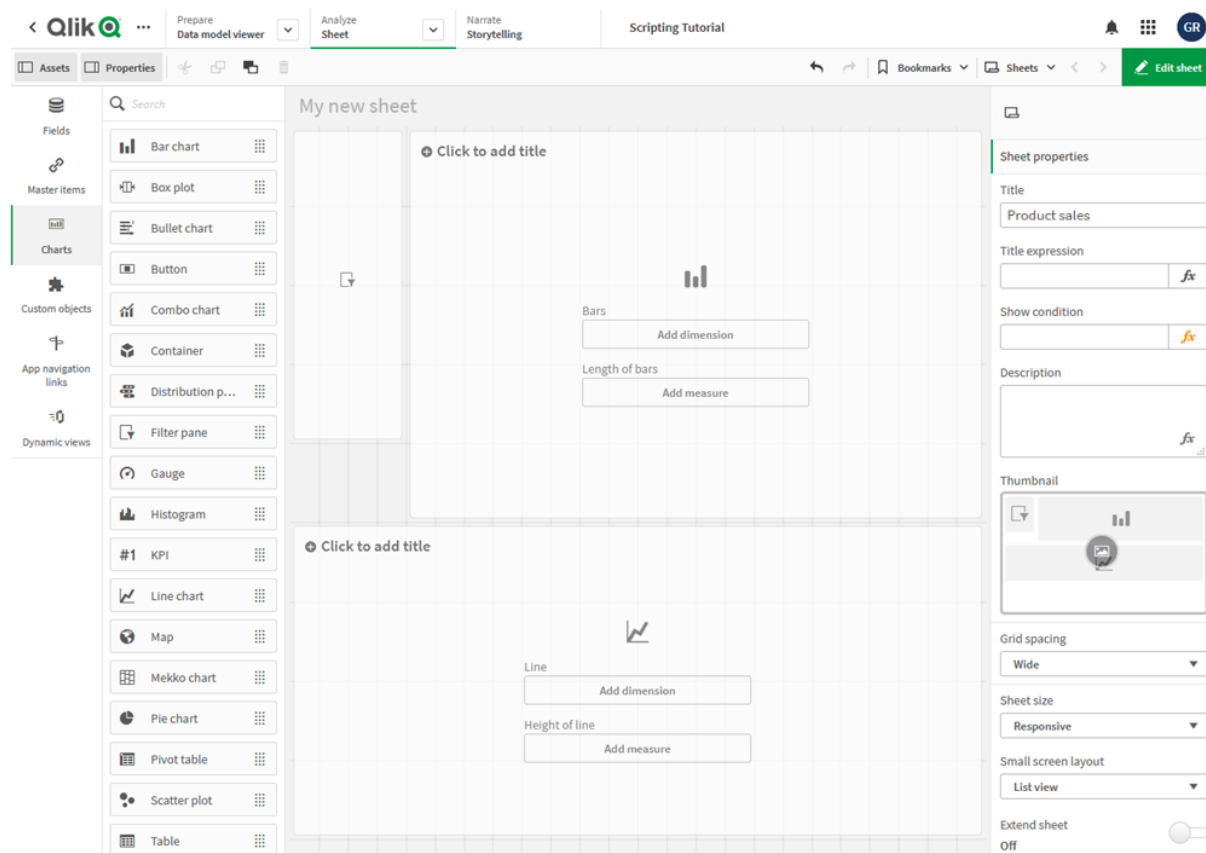 Qlik
Prepare
Data model viewer
Analyze
Sheet
Narrate
Storytelling
Scripting Tutorial
GR
Assets
Properties
Bookmarks
Sheets
Edit sheet
Fields
Master items
Charts
Custom objects
App navigation
links
Dynamic views
Search
Bar chart
Box plot
Bullet chart
Button
Combo chart
Container
Distribution p...
Filter pane
Gauge
Histogram
#1 KPI
Line chart
Map
Mekko chart
Pie chart
Pivot table
Scatter plot
Table
My new sheet
Click to add title
Bars
Add dimension
Length of bars
Add measure
Click to add title
Line
Add dimension
Height of line
Add measure
Sheet properties
Title
Product sales
Title expression
fx
Show condition
fx
Description
fx
Thumbnail
Grid spacing
Wide
Sheet size
Responsive
Small screen layout
List view
Extend sheet
Off